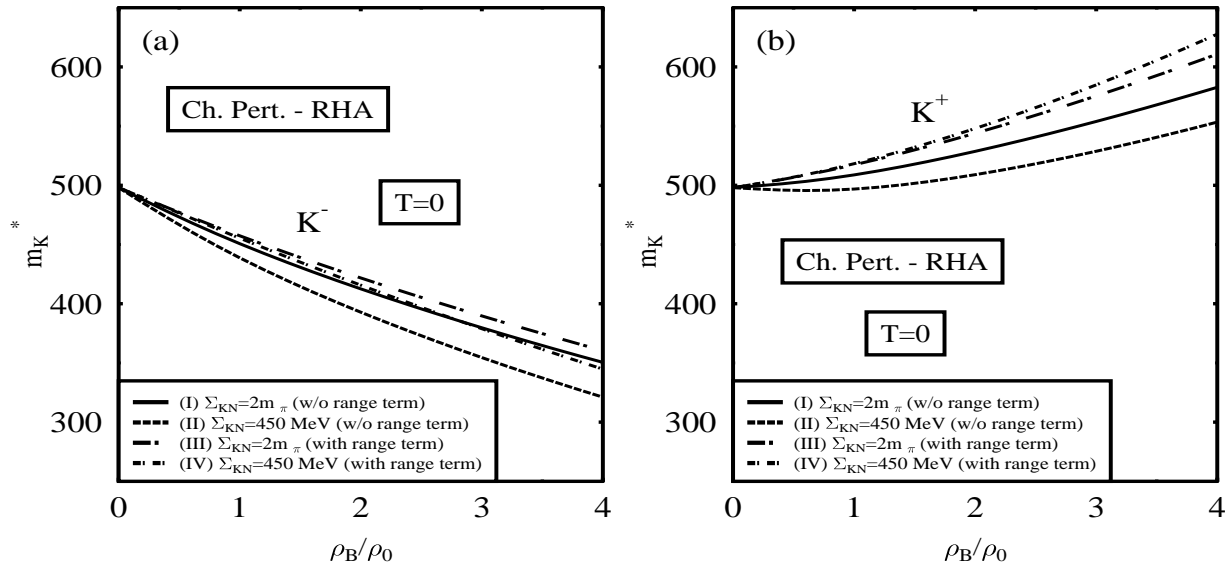 (a)
Ch. Pert. - RHA
T=0
K⁻
m_K*
600
500
400
300
(I) Σ_KN=2m_π (w/o range term)
(II) Σ_KN=450 MeV (w/o range term)
(III) Σ_KN=2m_π (with range term)
(IV) Σ_KN=450 MeV (with range term)
0 1 2 3 4
ρ_B/ρ_0
(b)
K⁺
Ch. Pert. - RHA
T=0
m_K*
600
500
400
300
(I) Σ_KN=2m_π (w/o range term)
(II) Σ_KN=450 MeV (w/o range term)
(III) Σ_KN=2m_π (with range term)
(IV) Σ_KN=450 MeV (with range term)
0 1 2 3 4
ρ_B/ρ_0